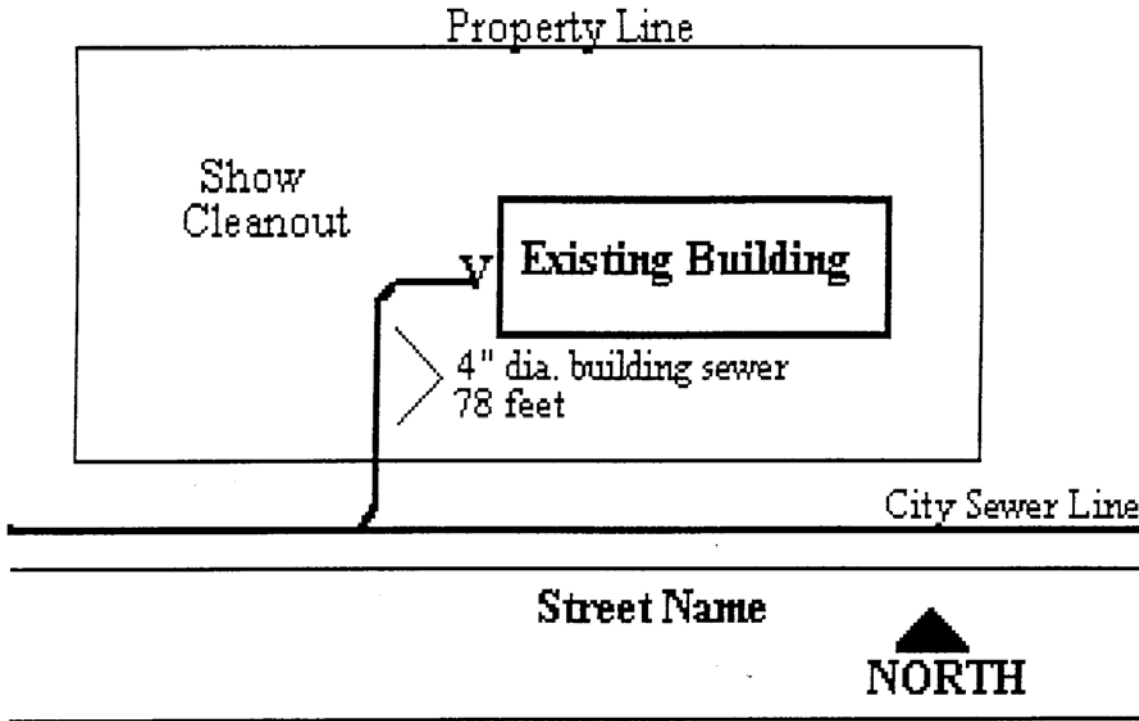 Property Line
Show
Cleanout
V
Existing Building
4" dia. building sewer
78 feet
City Sewer Line
Street Name
NORTH